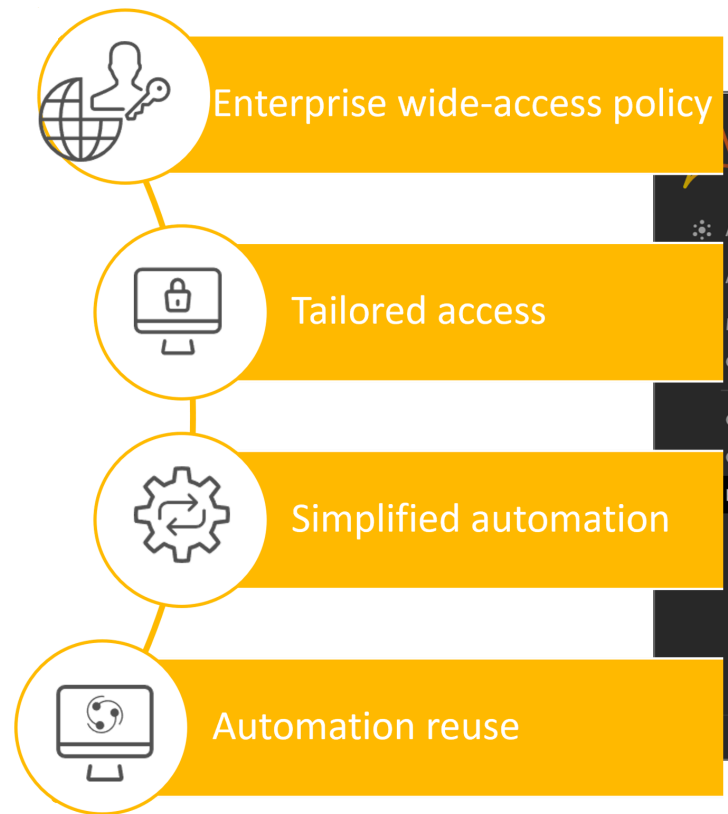 Enterprise wide-access policy
Tailored access
Simplified automation
Automation reuse